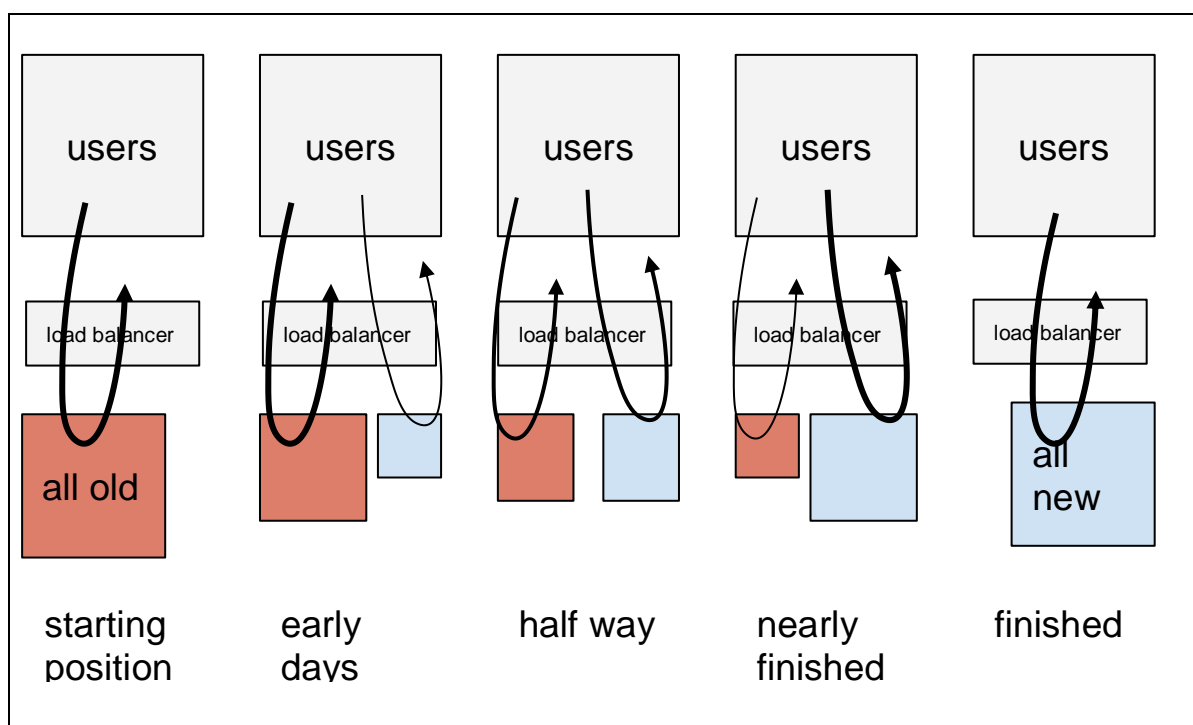 users
users
users
users
users
load balancer
load balancer
load balancer
load balancer
load balancer
all old
all
new
starting
position
early
days
half way
nearly
finished
finished